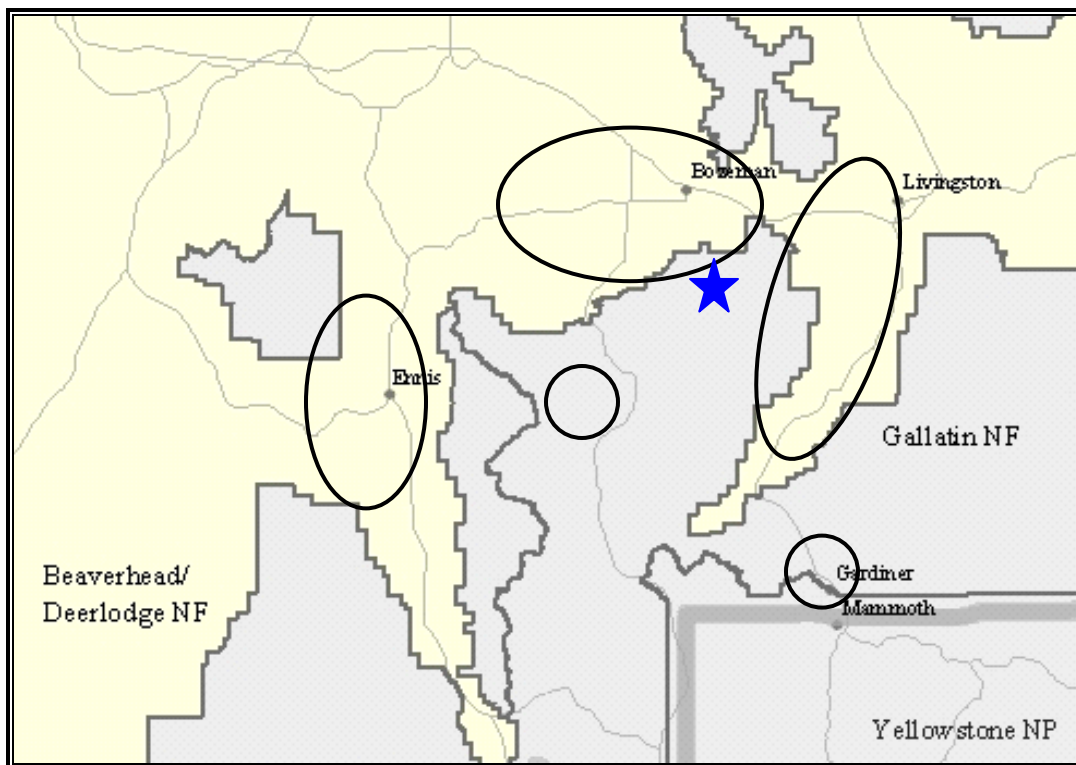 Bozeman
Livingston
Ennis
Gallatin NF
Beaverhead/
Deerlodge NF
Gardiner
Mammoth
Yellowstone NP